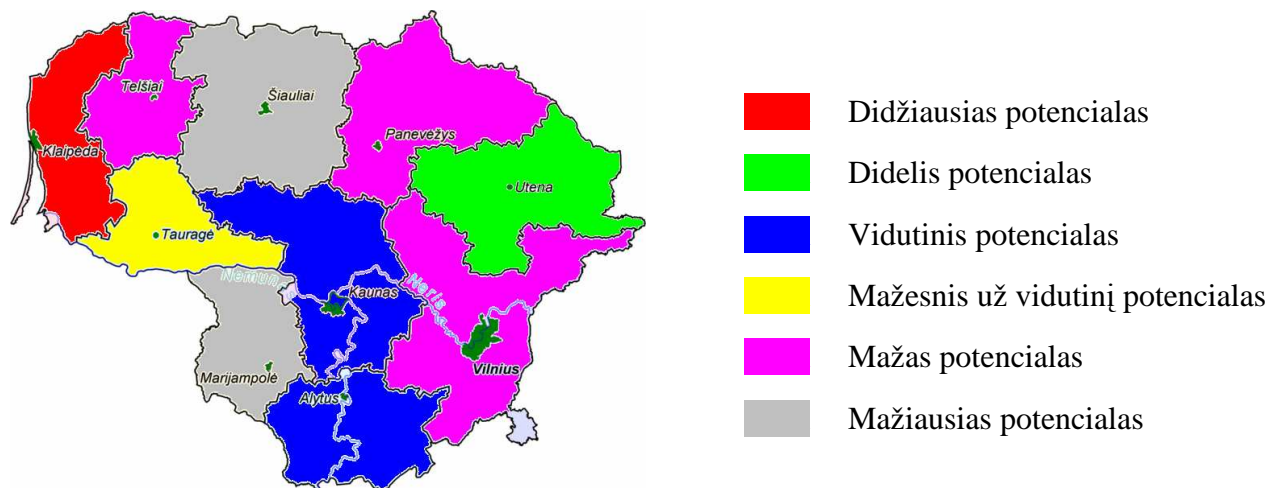 Telšiai
Šiauliai
Klaipėda
Panevėžys
Utena
Tauragė
Neris
Kaunas
Vilnius
Marijampolė
Alytus
Didžiausias potencialas
Didelis potencialas
Vidutinis potencialas
Mažesnis už vidutinį potencialas
Mažas potencialas
Mažiausias potencialas